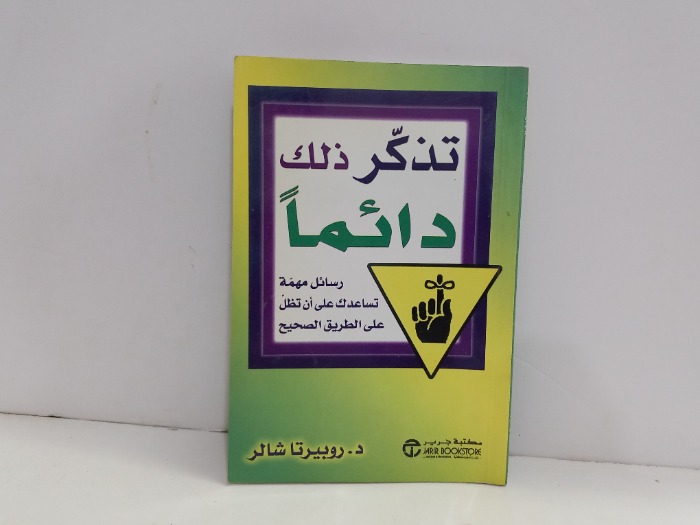 تذكّر ذلك
دائماً
رسائل مهمّة
تساعدك على أن تظلّ
على الطريق الصحيح
د. روبيرتا شالر
مكتبة جرير
JARIR BOOKSTORE